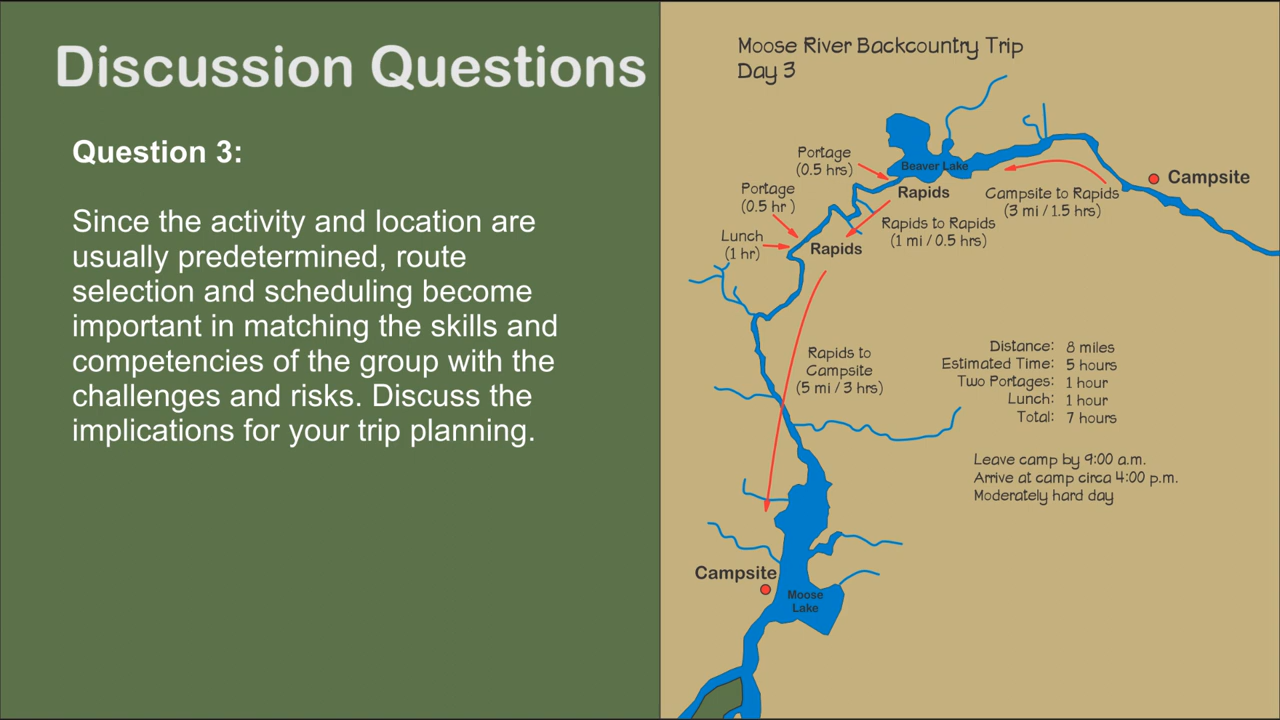 Discussion Questions
Question 3:
Since the activity and location are
usually predetermined, route
selection and scheduling become
important in matching the skills and
competencies of the group with the
challenges and risks. Discuss the
implications for your trip planning.
Moose River Backcountry Trip
Day 3
Portage
(0.5 hrs)
Beaver Lake
Rapids
Campsite
Campsite to Rapids
(3 mi / 1.5 hrs)
Portage
(0.5 hr )
Rapids to Rapids
(1 mi / 0.5 hrs)
Lunch
(1 hr)
Rapids
Rapids to
Campsite
(5 mi / 3 hrs)
Distance: 8 miles
Estimated Time: 5 hours
Two Portages: 1 hour
Lunch: 1 hour
Total: 7 hours
Leave camp by 9:00 a.m.
Arrive at camp circa 4:00 p.m.
Moderately hard day
Campsite
Moose
Lake